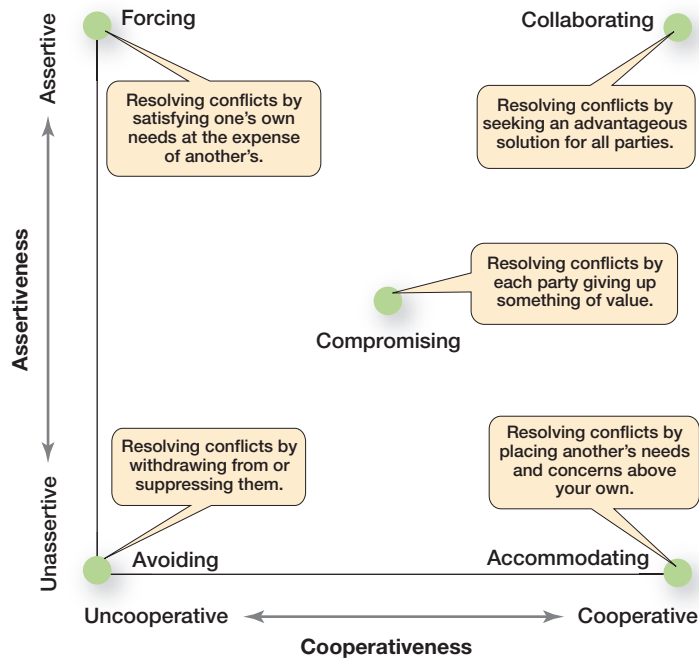 Forcing
Collaborating
Assertive
Resolving conflicts by
satisfying one’s own
needs at the expense
of another’s.
Resolving conflicts by
seeking an advantageous
solution for all parties.
Assertiveness
Resolving conflicts by
each party giving up
something of value.
Compromising
Resolving conflicts by
withdrawing from or
suppressing them.
Resolving conflicts by
placing another’s needs
and concerns above
your own.
Unassertive
Avoiding
Accommodating
Uncooperative
Cooperative
Cooperativeness